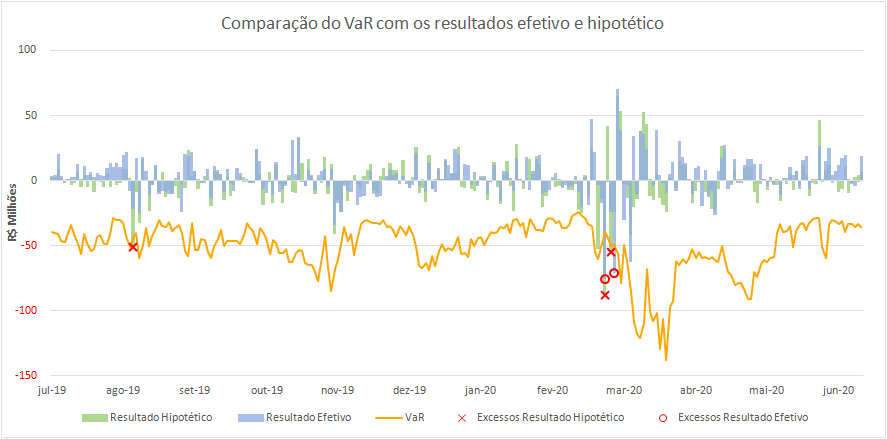 Comparação do VaR com os resultados efetivo e hipotético
100
50
0
-50
-100
-150
R$ Milhões
jul-19 ago-19 set-19 out-19 nov-19 dez-19 jan-20 fev-20 mar-20 abr-20 mai-20 jun-20
Resultado Hipotético Resultado Efetivo VaR Excessos Resultado Hipotético Excessos Resultado Efetivo